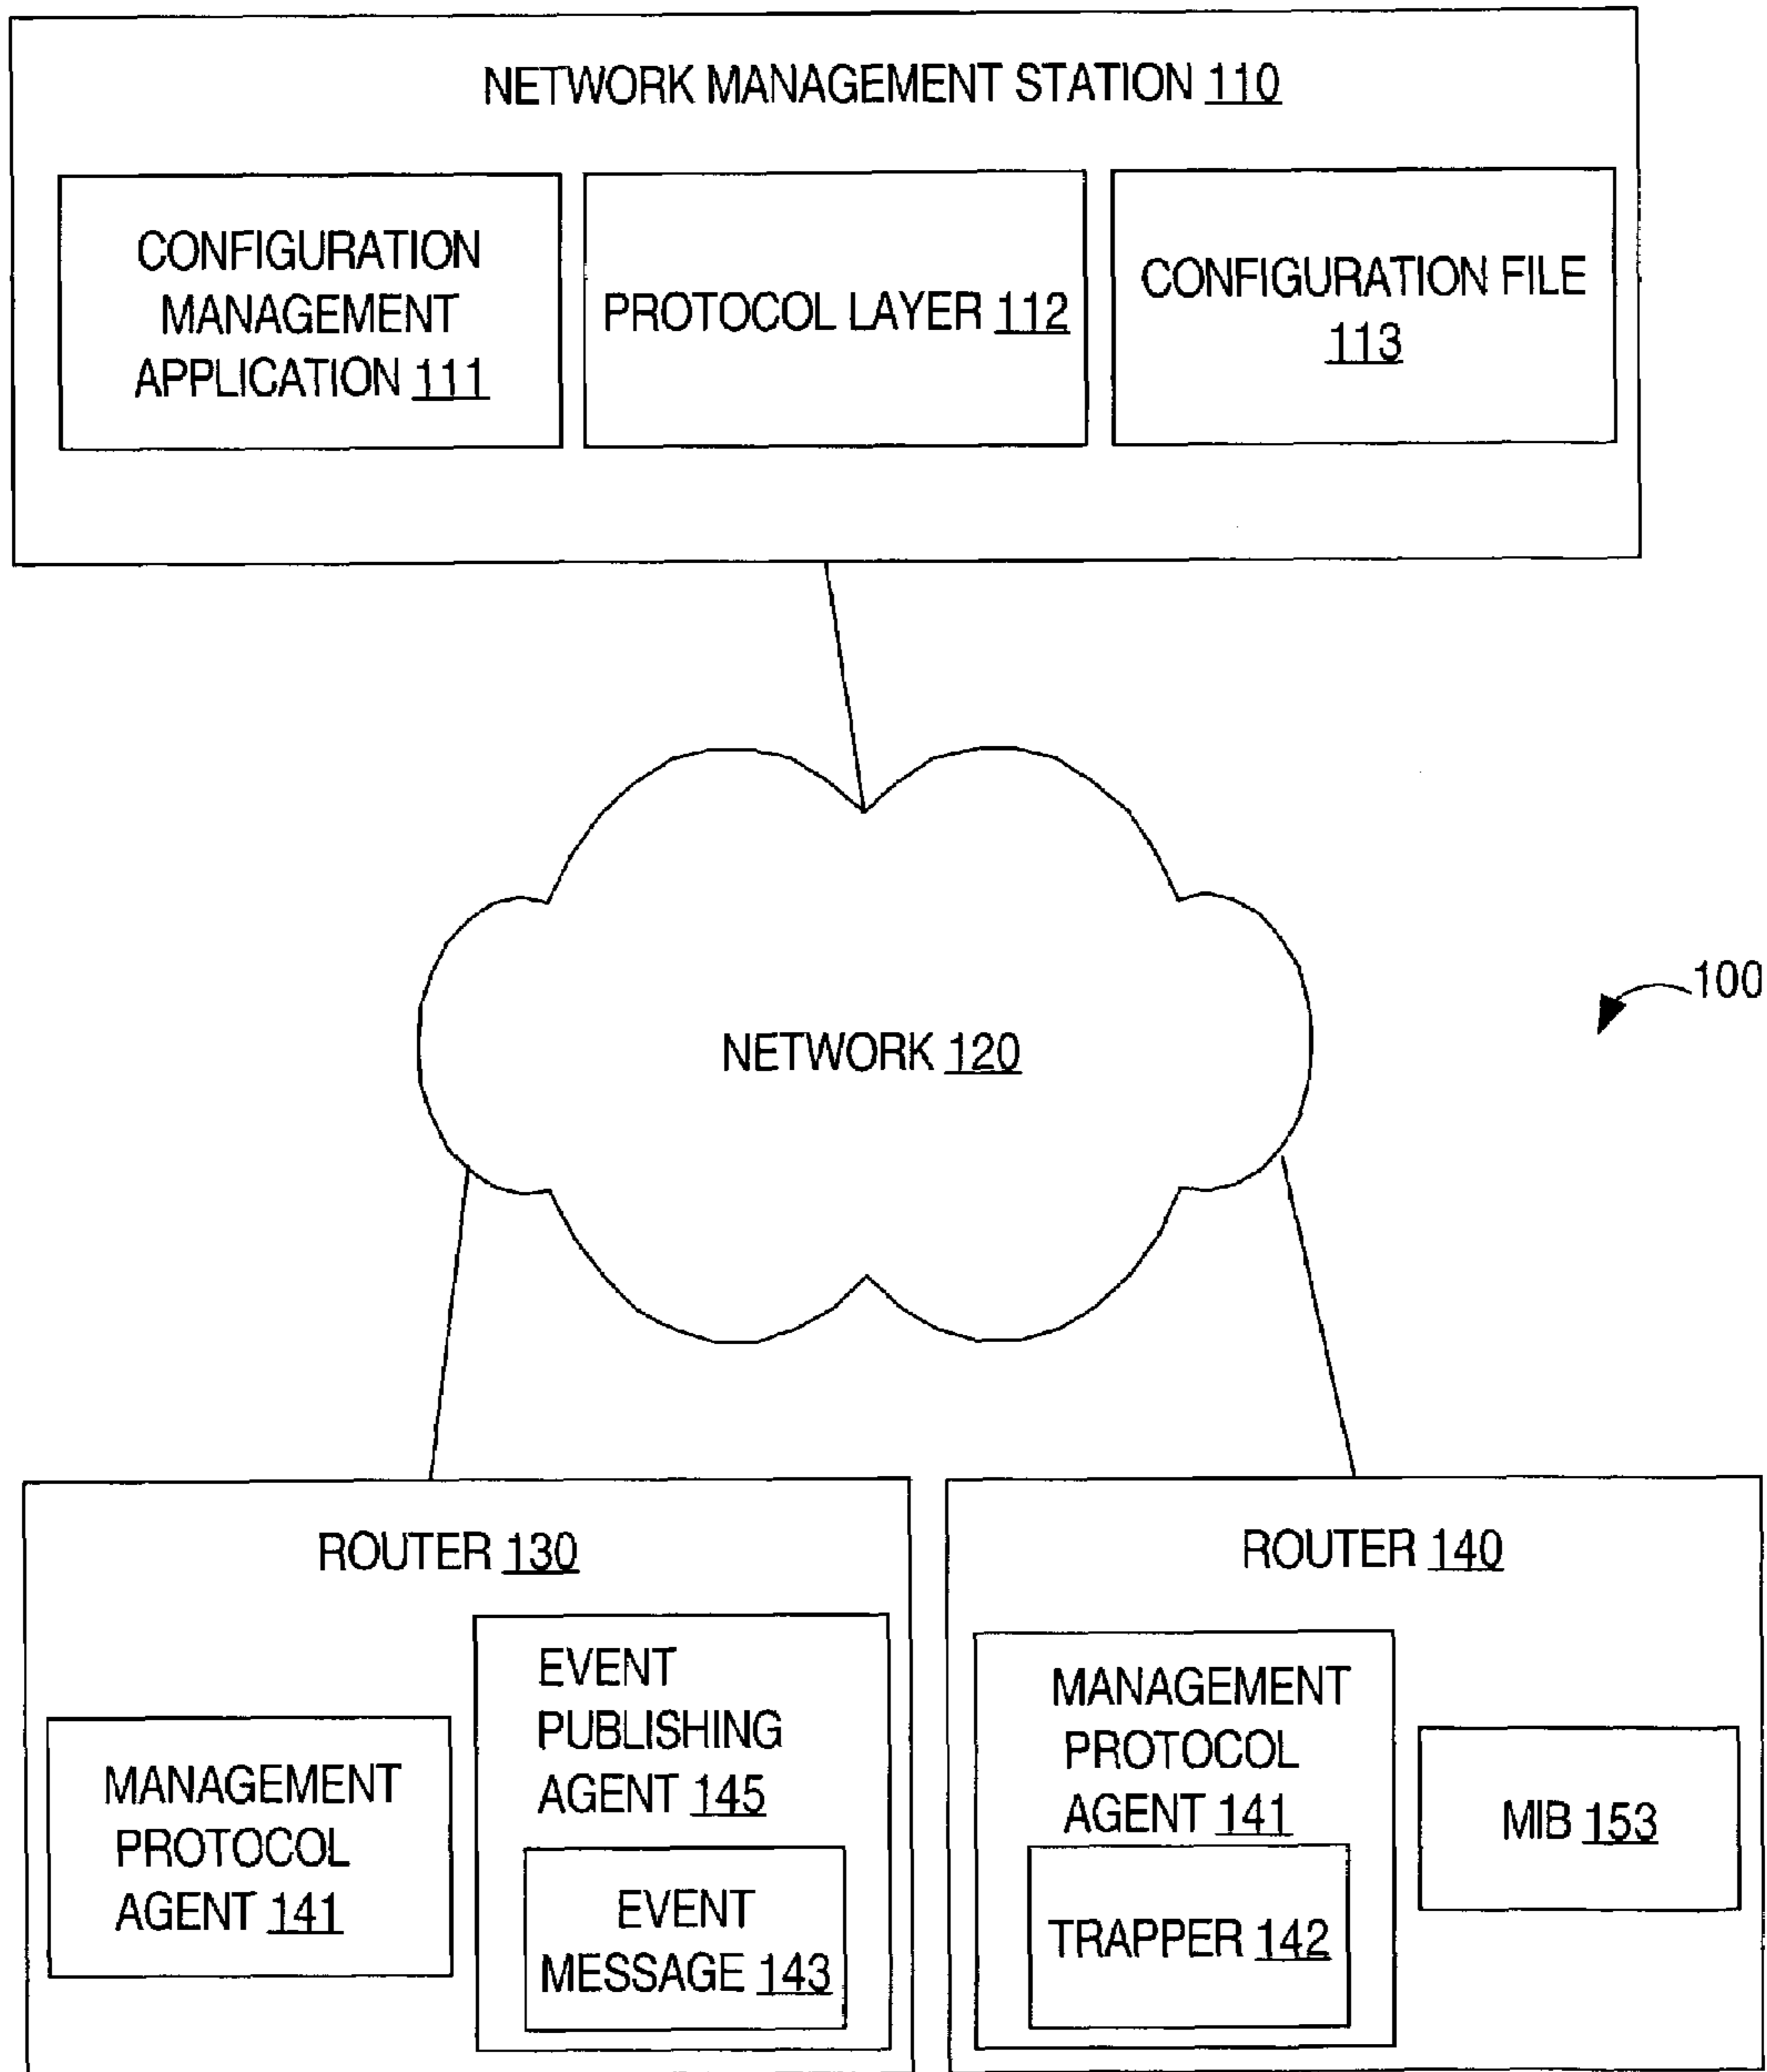 NETWORK MANAGEMENT STATION 110
CONFIGURATION
MANAGEMENT
APPLICATION 111
PROTOCOL LAYER 112
CONFIGURATION FILE
113
NETWORK 120
100
ROUTER 130
MANAGEMENT
PROTOCOL
AGENT 141
EVENT
PUBLISHING
AGENT 145
EVENT
MESSAGE 143
ROUTER 140
MANAGEMENT
PROTOCOL
AGENT 141
TRAPPER 142
MIB 153